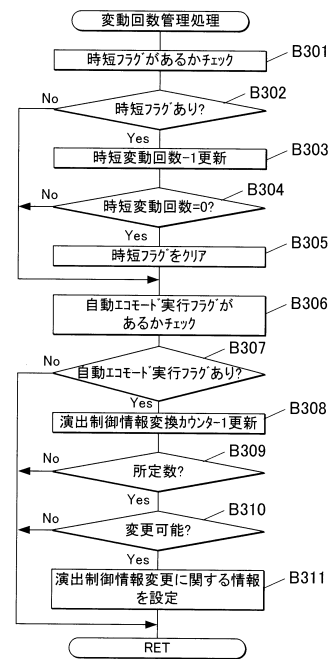 変動回数管理処理
時短フラグがあるかチェック
B301
時短フラグあり?
B302
No
Yes
時短変動回数-1更新
B303
時短変動回数=0?
B304
No
Yes
時短フラグをクリア
B305
自動エコモード実行フラグが
あるかチェック
B306
自動エコモード実行フラグあり?
B307
No
Yes
演出制御情報変換カウンター1更新
B308
所定数?
B309
No
Yes
変更可能?
B310
No
Yes
演出制御情報変更に関する情報
を設定
B311
RET